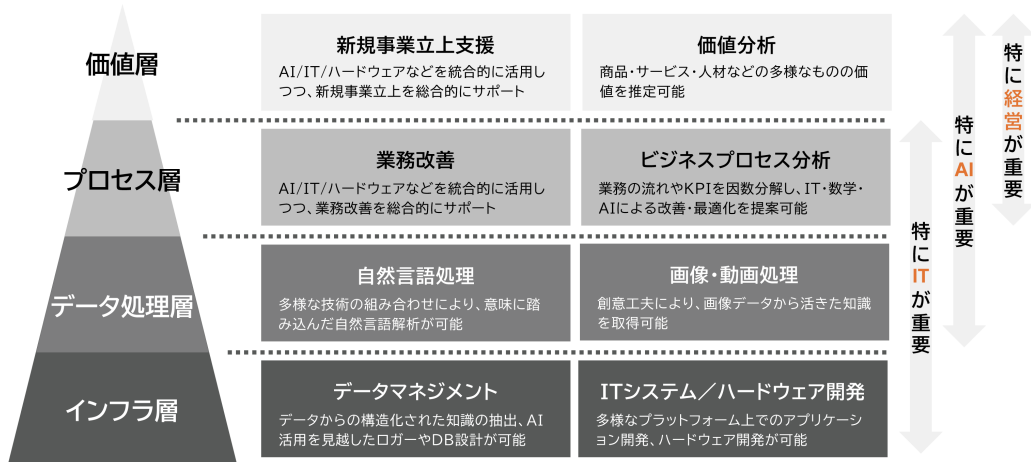 価値層
新規事業立上支援
AI/IT/ハードウェアなどを統合的に活用し
つつ、新規事業立上を総合的にサポート
価値分析
商品・サービス・人材などの多様なものの価
値を推定可能
プロセス層
業務改善
AI/IT/ハードウェアなどを統合的に活用し
つつ、業務改善を総合的にサポート
ビジネスプロセス分析
業務の流れやKPIを因数分解し、IT・数学・
AIによる改善・最適化を提案可能
データ処理層
自然言語処理
多様な技術の組み合わせにより、意味に踏
み込んだ自然言語解析が可能
画像・動画処理
創意工夫により、画像データから活きた知識
を取得可能
インフラ層
データマネジメント
データからの構造化された知識の抽出、AI
活用を見越したロガーやDB設計が可能
ITシステム／ハードウェア開発
多様なプラットフォーム上でのアプリケーシ
ョン開発、ハードウェア開発が可能
特にITが重要
特にAIが重要
特に経営が重要